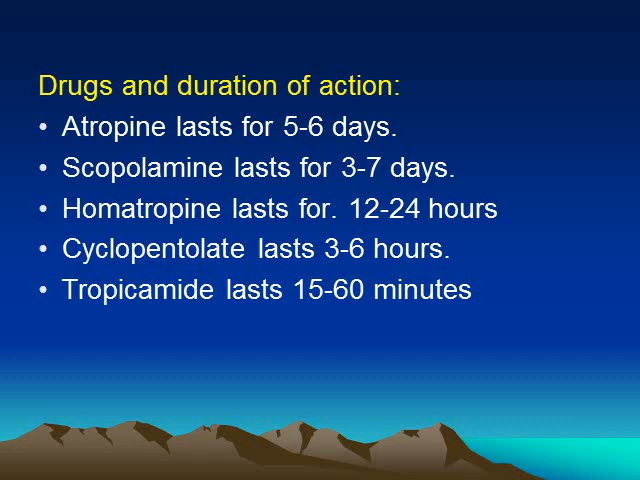 Drugs and duration of action:
• Atropine lasts for 5-6 days.
• Scopolamine lasts for 3-7 days.
• Homatropine lasts for. 12-24 hours
• Cyclopentolate lasts 3-6 hours.
• Tropicamide lasts 15-60 minutes